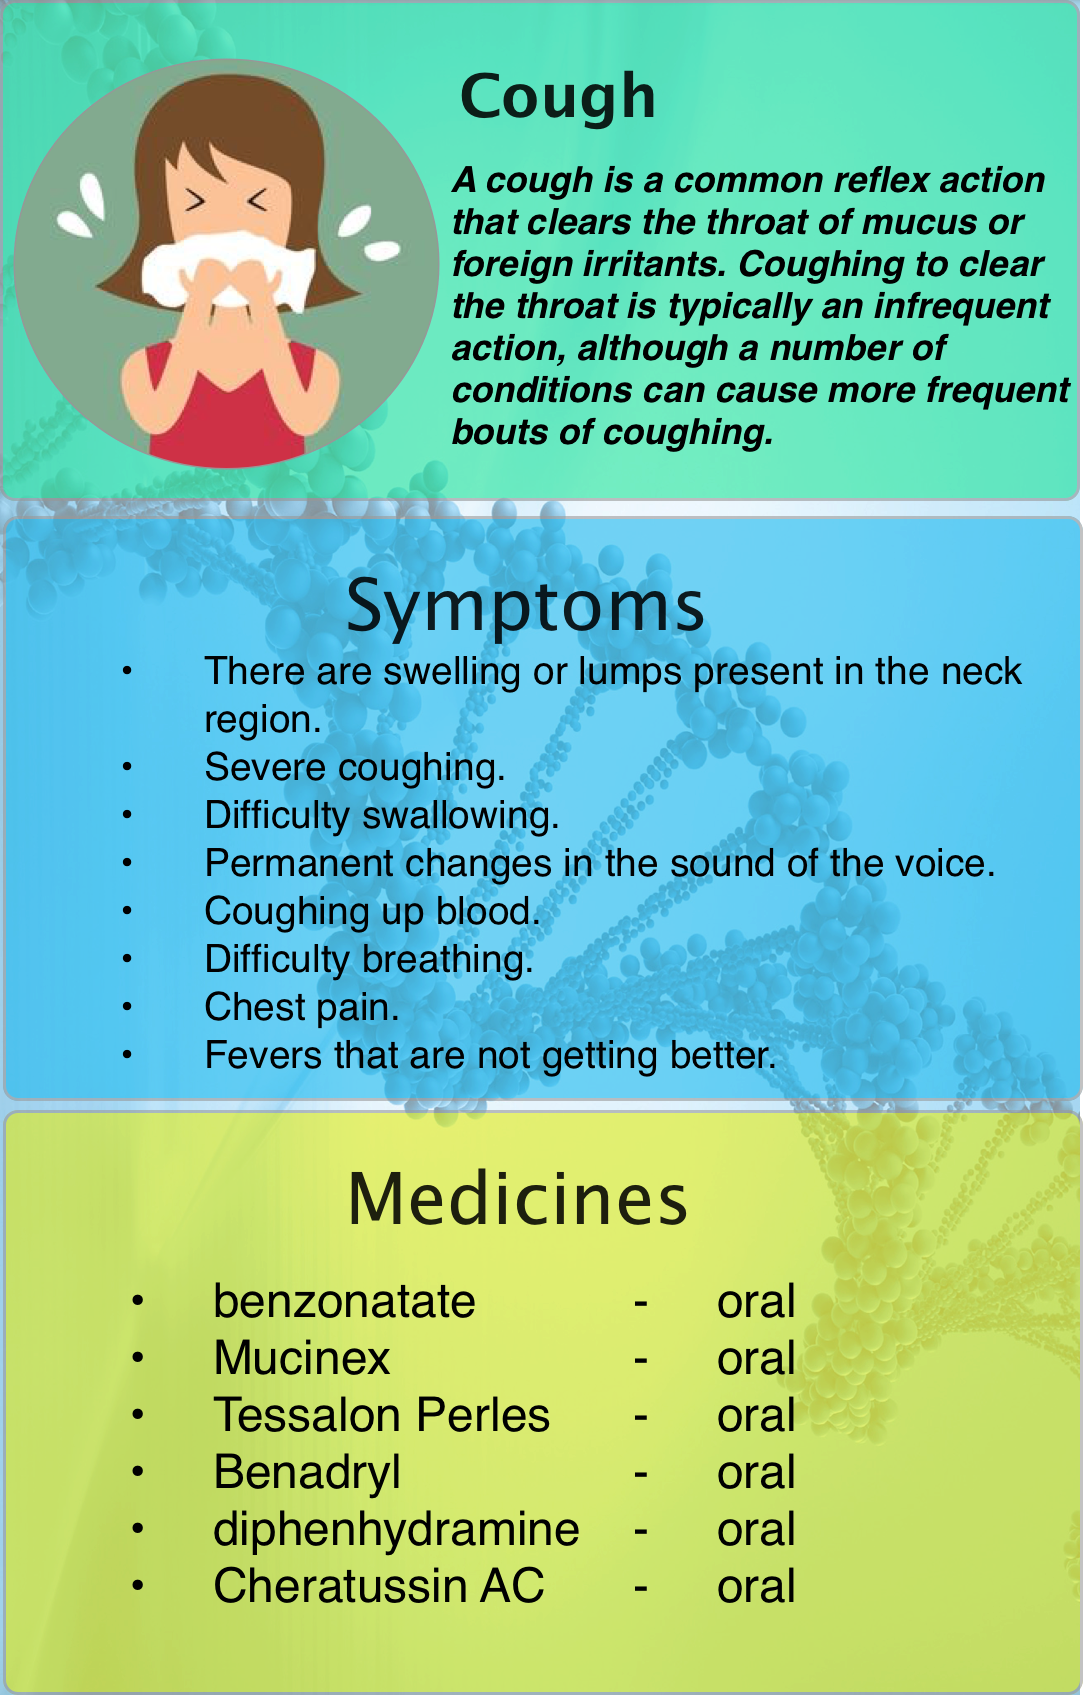 Cough
A cough is a common reflex action
that clears the throat of mucus or
foreign irritants. Coughing to clear
the throat is typically an infrequent
action, although a number of
conditions can cause more frequent
bouts of coughing.
Symptoms
• There are swelling or lumps present in the neck
region.
• Severe coughing.
• Difficulty swallowing.
• Permanent changes in the sound of the voice.
• Coughing up blood.
• Difficulty breathing.
• Chest pain.
• Fevers that are not getting better.
Medicines
• benzonatate - oral
• Mucinex - oral
• Tessalon Perles - oral
• Benadryl - oral
• diphenhydramine - oral
• Cheratussin AC - oral